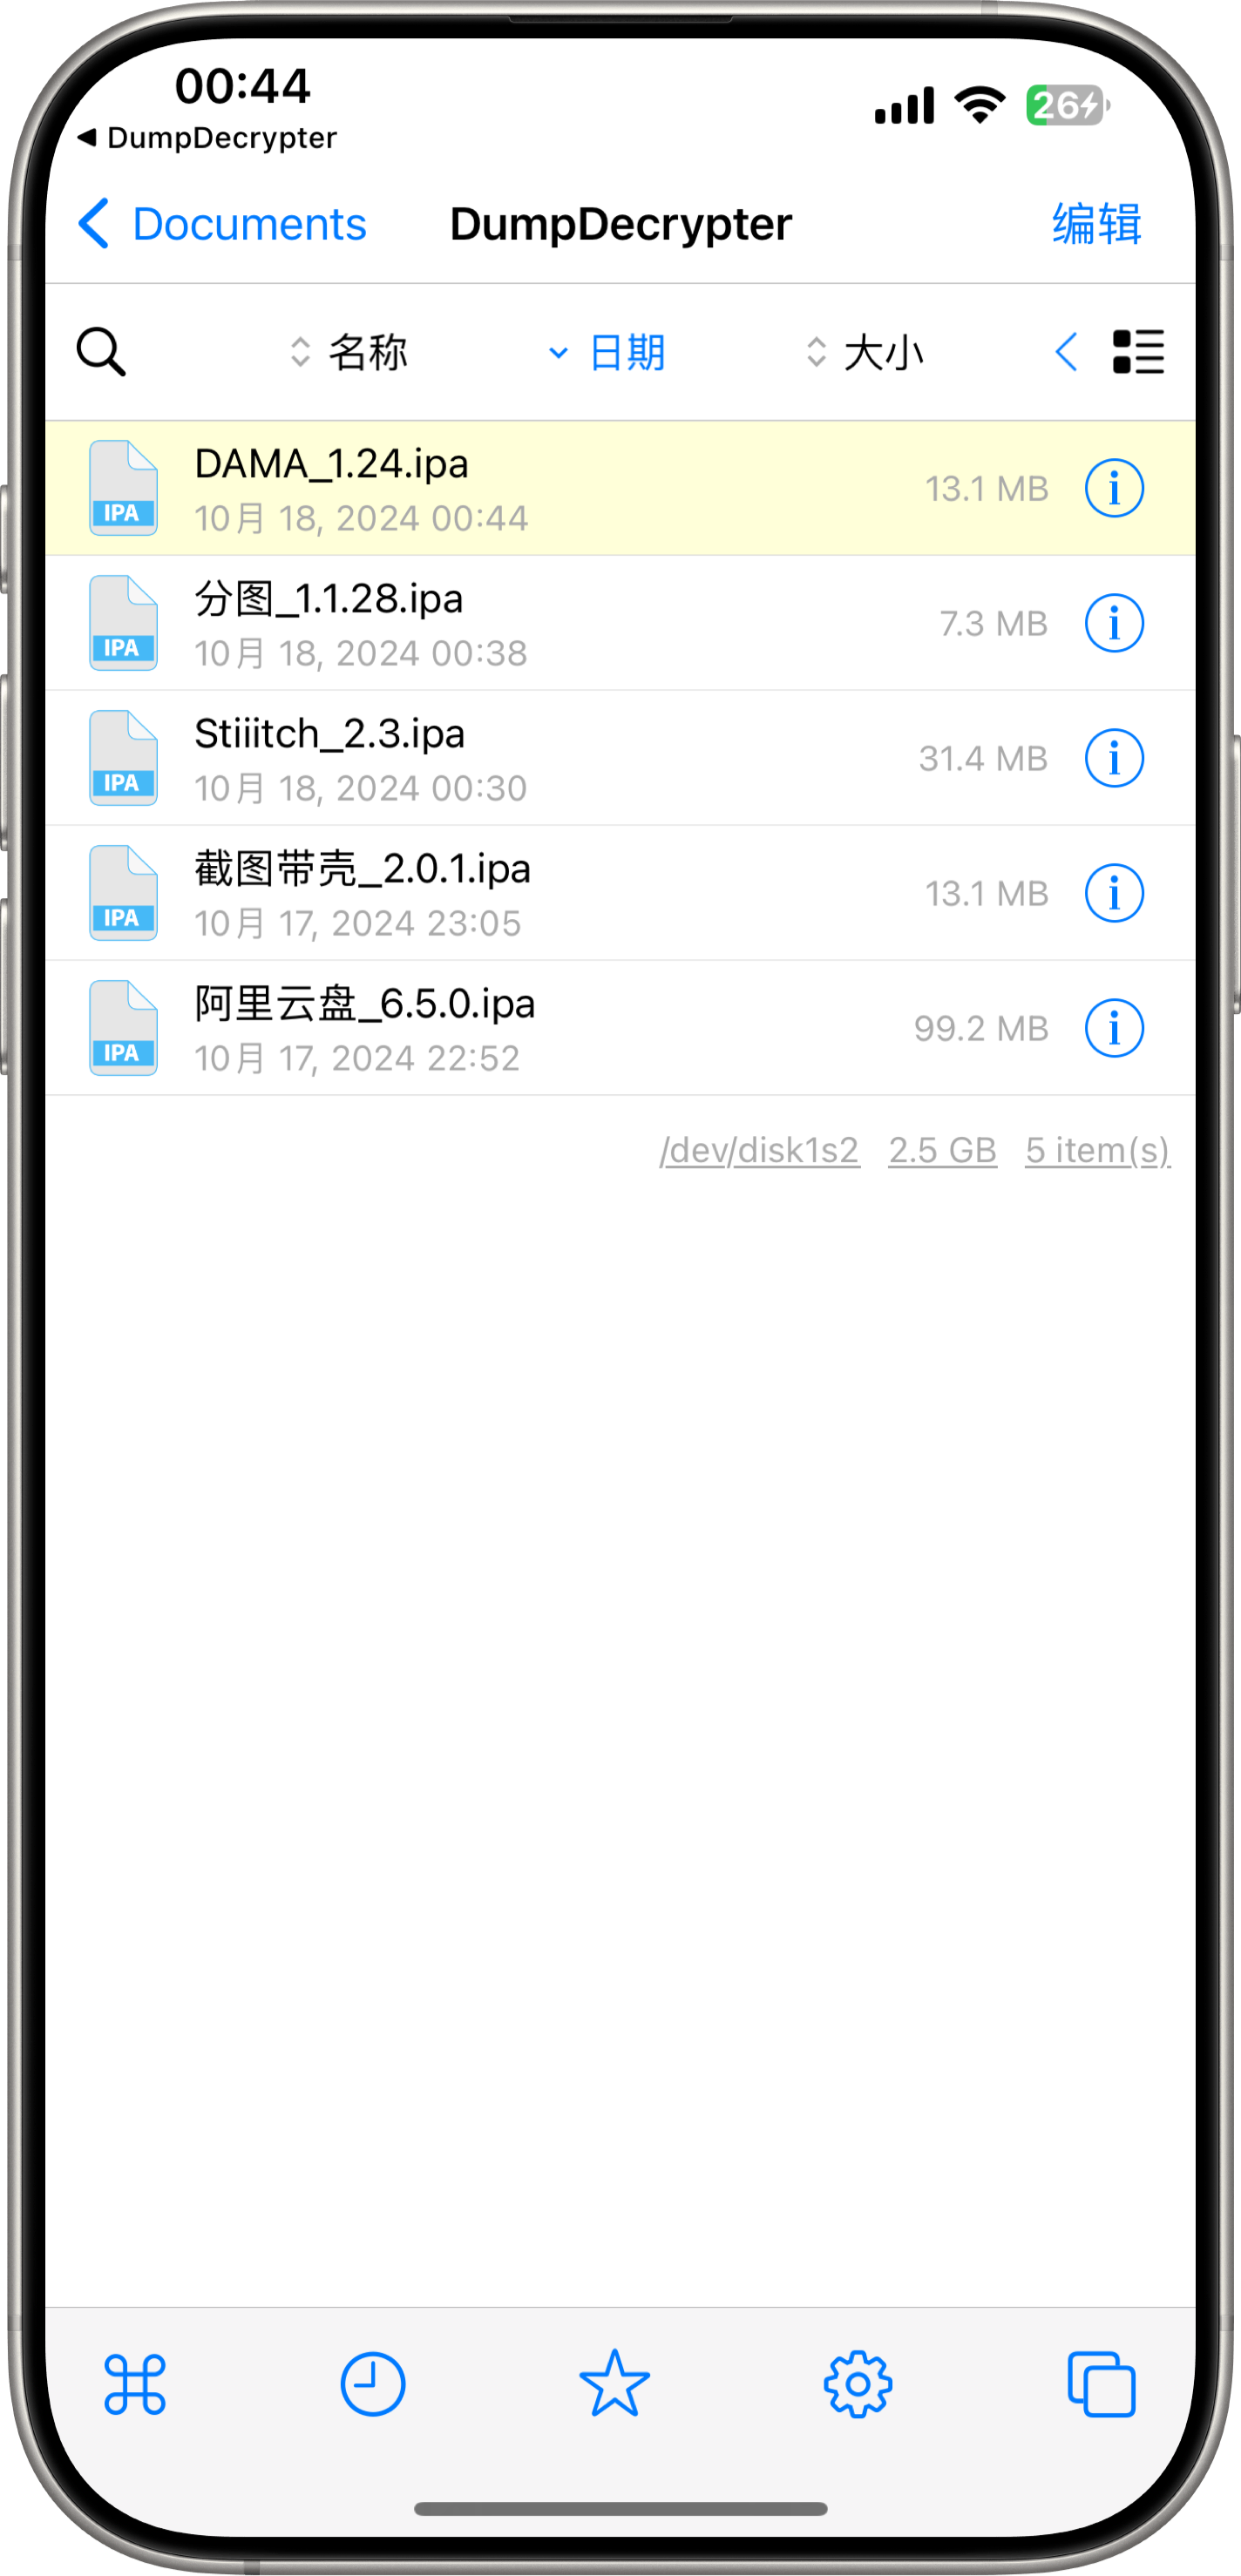 00:44
26
◀ DumpDecrypter
Documents DumpDecrypter 编辑
名称 日期 大小
DAMA_1.24.ipa
IPA 10月 18, 2024 00:44 13.1 MB
分图_1.1.28.ipa
IPA 10月 18, 2024 00:38 7.3 MB
Stiiitch_2.3.ipa
IPA 10月 18, 2024 00:30 31.4 MB
截图带壳_2.0.1.ipa
IPA 10月 17, 2024 23:05 13.1 MB
阿里云盘_6.5.0.ipa
IPA 10月 17, 2024 22:52 99.2 MB
/dev/disk1s2 2.5 GB 5 item(s)